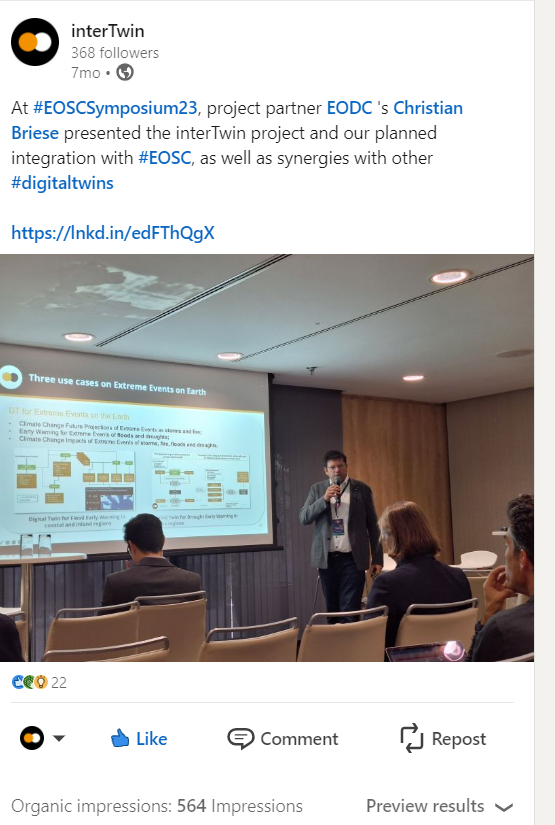 interTwin
368 followers
7mo •
At #EOSCSymposium23, project partner EODC 's Christian
Briese presented the interTwin project and our planned
integration with #EOSC, as well as synergies with other
#digitaltwins
https://lnkd.in/edFThQgX
Three use cases on Extreme Events on Earth
DT for Extreme Events on the Earth
• Climate Change Future Projections of Extreme Events as storms and fire;
• Early Warning for Extreme Events of floods and droughts;
• Climate Change Impacts of Extreme Events of storms, fire, floods and droughts.
Digital Twin for Flood Early Warning in
coastal and inland regions
Twin for Drought Early Warning in
regions
22
Like
Comment
Repost
Organic impressions: 564 Impressions
Preview results